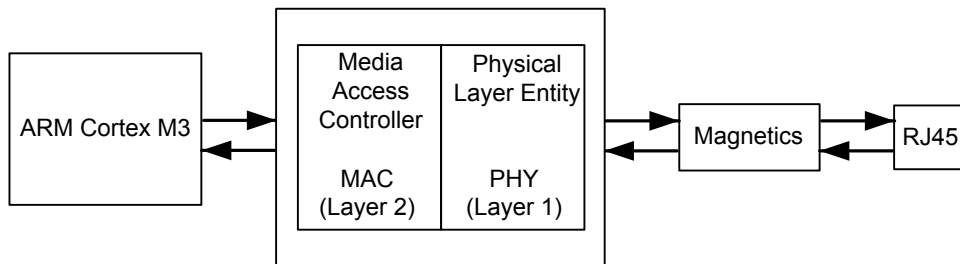 ARM Cortex M3
Media
Access
Controller
MAC
(Layer 2)
Physical
Layer Entity
PHY
(Layer 1)
Magnetics
RJ45